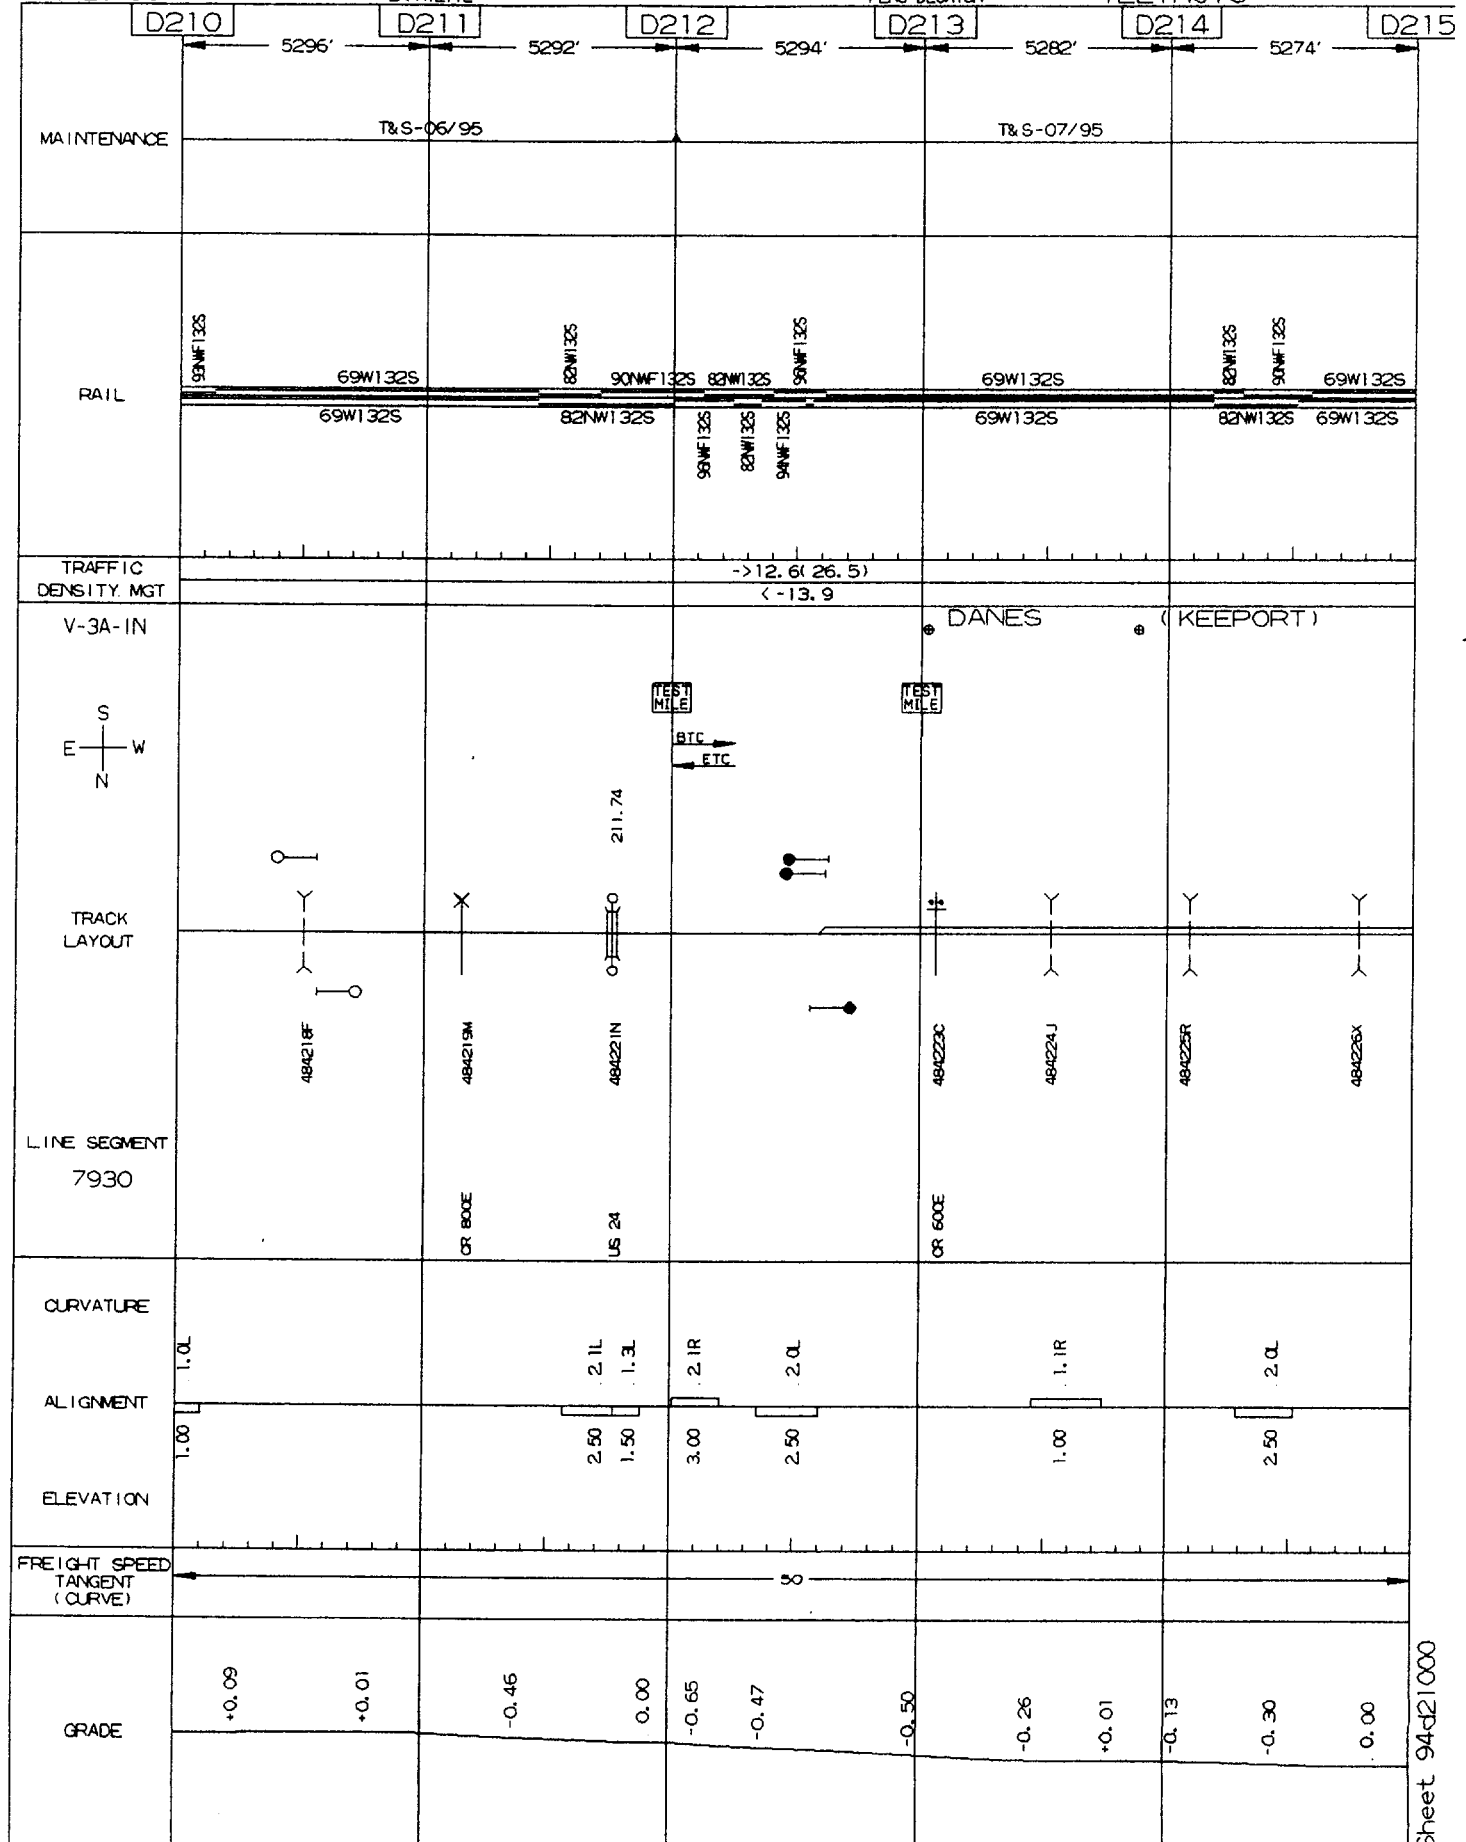 D210 D211 D212 D213 D214 D215
5296' 5292' 5294' 5282' 5274'
MAINTENANCE
T&S-06/95 T&S-07/95
93NWF132S 82NW132S 96NWF132S 82NW132S 90NWF132S
69W132S 90NWF132S 82NW132S 69W132S 69W132S
RAIL
69W132S 82NW132S 69W132S 82NW132S 69W132S
96NWF132S 82NW132S 94NWF132S
TRAFFIC
DENSITY. MGT
->12.6(26.5)
<-13.9
V-3A-IN
DANES (KEEPORT)
TEST
MILE
TEST
MILE
S
E W
N
BTC
ETC
211.74
TRACK
LAYOUT
484218F 484219M 484221N 484223C 484224J 484225R 484226X
LINE SEGMENT
7930
CR 800E US 24 CR 600E
CURVATURE
1.0L 2.1L 1.3L 2.1R 2.0L 1.1R 2.0L
ALIGNMENT
1.00 2.50 1.50 3.00 2.50 1.00 2.50
ELEVATION
FREIGHT SPEED
TANGENT
(CURVE)
50
GRADE
+0.09 +0.01 -0.46 0.00 -0.65 -0.47 -0.50 -0.26 +0.01 -0.13 -0.30 0.00
Sheet 94d21000